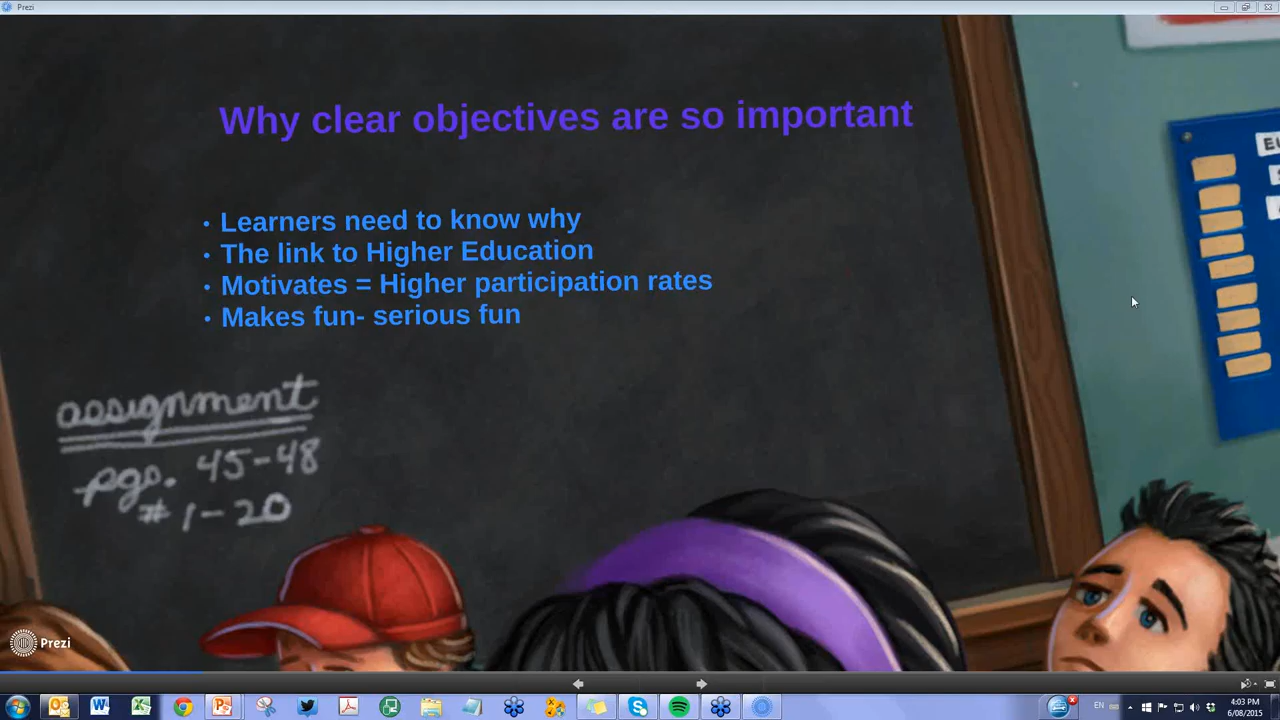 Prezi
Why clear objectives are so important
• Learners need to know why
• The link to Higher Education
• Motivates = Higher participation rates
• Makes fun- serious fun
assignment
pgs. 45-48
# 1-20
Prezi
EN
4:03 PM
6/08/2015